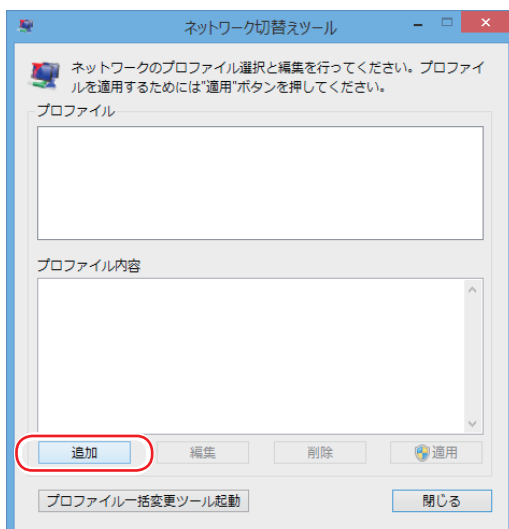 ネットワーク切替えツール
ネットワークのプロファイル選択と編集を行ってください。プロファイ
ルを適用するためには"適用"ボタンを押してください。
プロファイル
プロファイル内容
追加 編集 削除 適用
プロファイル一括変更ツール起動 閉じる